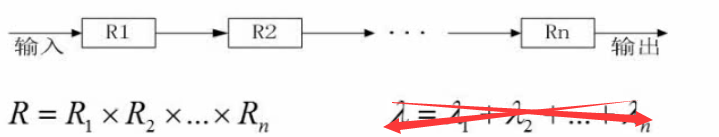 R1 R2 ··· Rn
输入 输出
R = R₁ × R₂ × ... × Rₙ λ = λ₁ + λ₂ + ... + λₙ